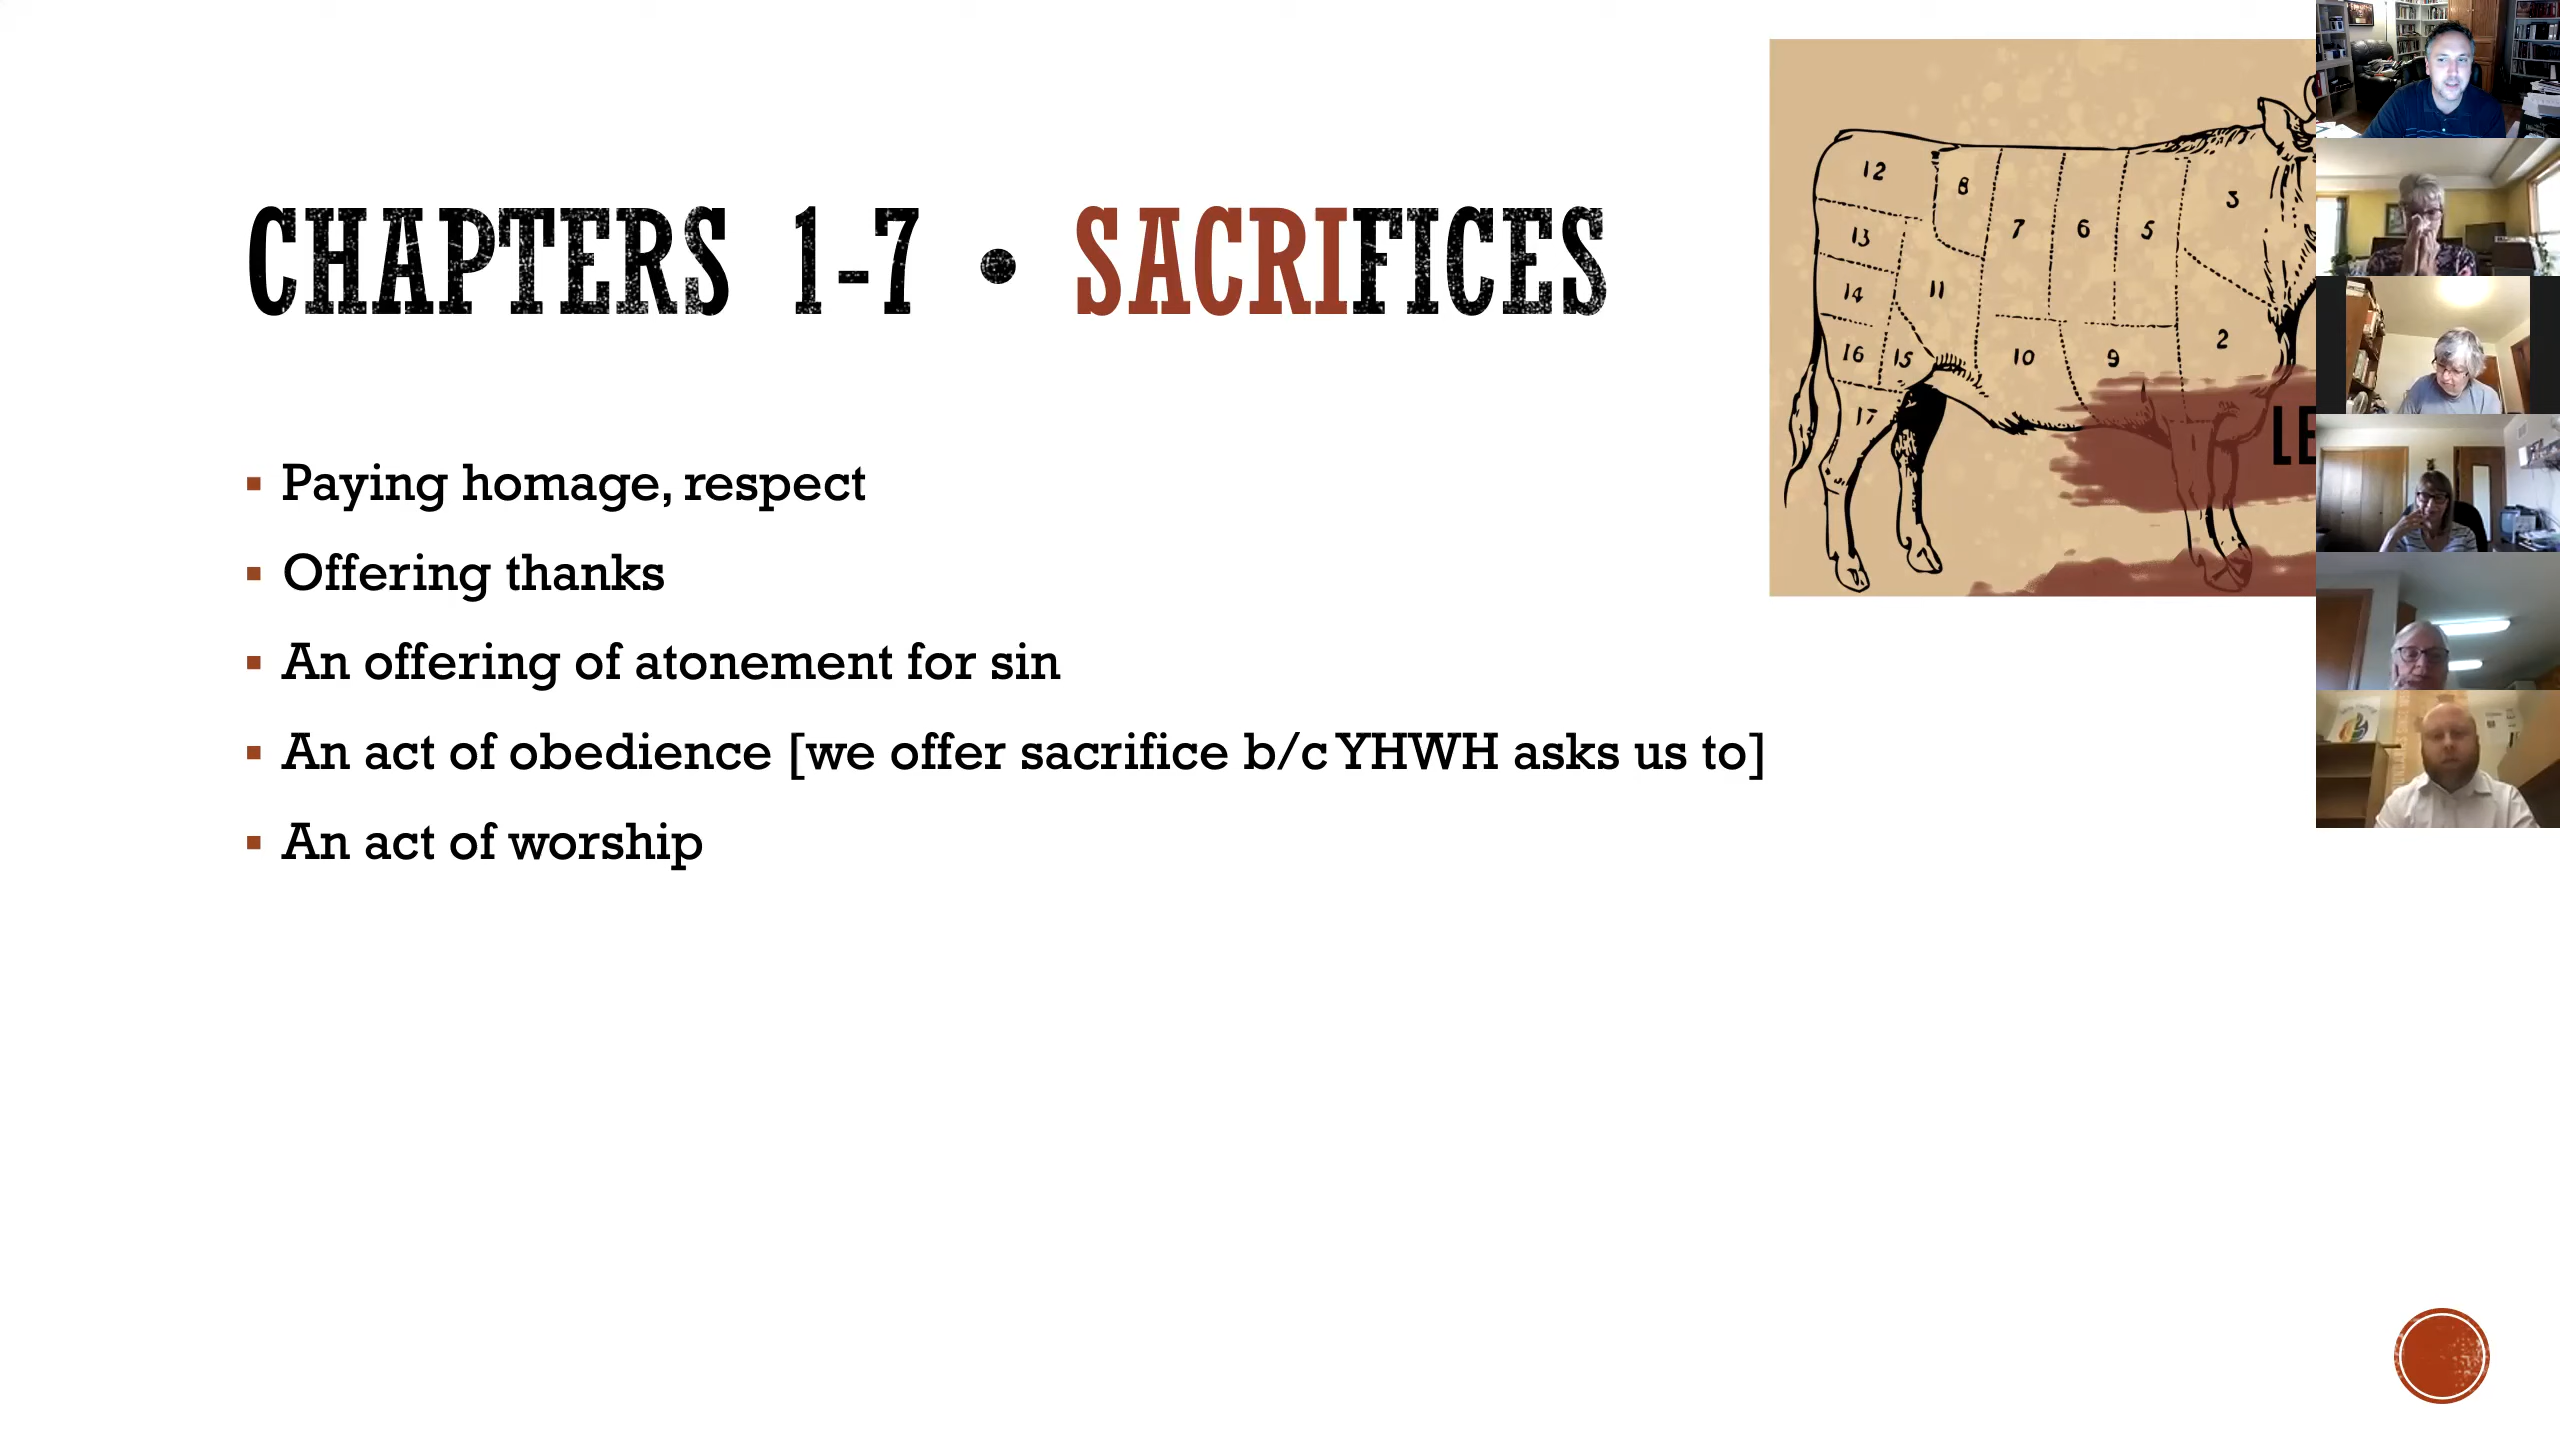 CHAPTERS 1-7 • SACRIFICES
▪ Paying homage, respect
▪ Offering thanks
▪ An offering of atonement for sin
▪ An act of obedience [we offer sacrifice b/c YHWH asks us to]
▪ An act of worship
12
8
7
6
5
3
13
14
11
16
15
10
9
2
17
1
LE